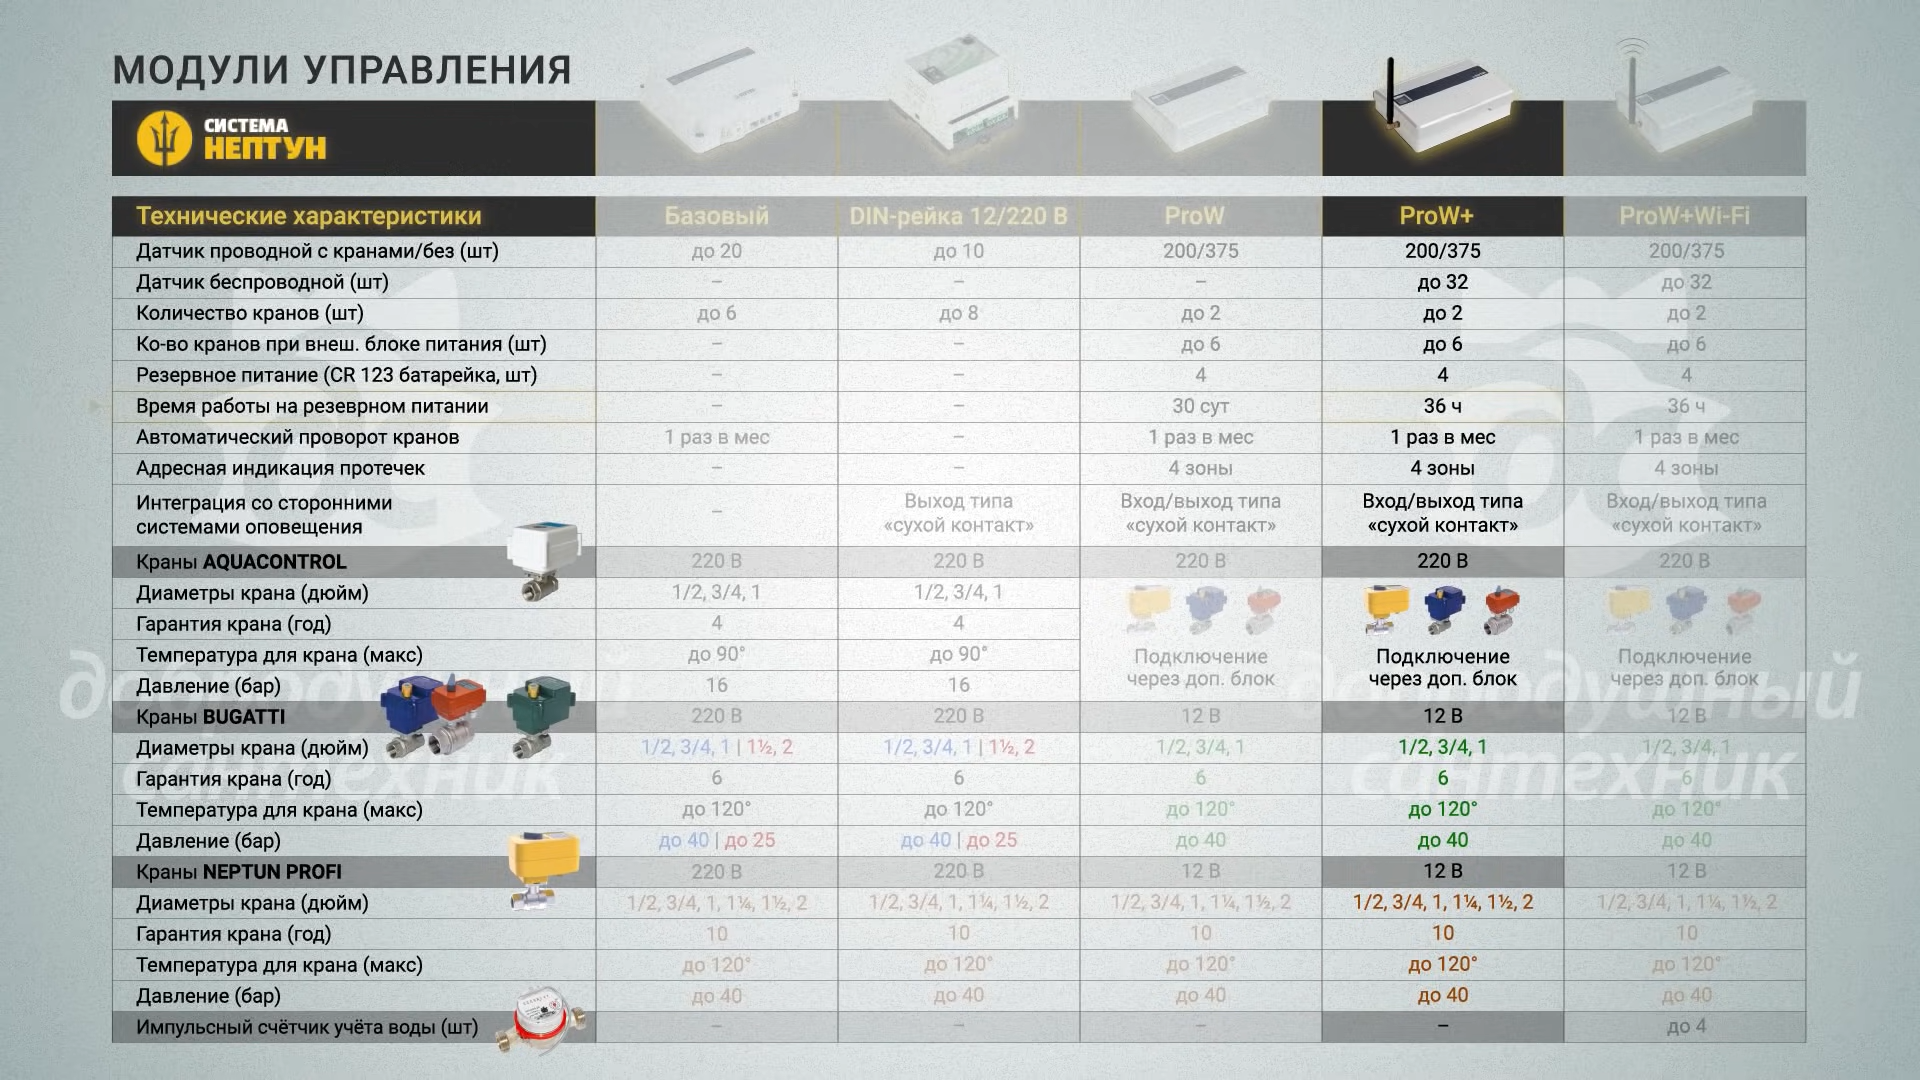 МОДУЛИ УПРАВЛЕНИЯ
СИСТЕМА
НЕПТУН
Технические характеристики Базовый DIN-рейка 12/220 В ProW ProW+ ProW+Wi-Fi
Датчик проводной с кранами/без (шт) до 20 до 10 200/375 200/375 200/375
Датчик беспроводной (шт) – – – до 32 до 32
Количество кранов (шт) до 6 до 8 до 2 до 2 до 2
Ко-во кранов при внеш. блоке питания (шт) – – до 6 до 6 до 6
Резервное питание (CR 123 батарейка, шт) – – 4 4 4
Время работы на резеврном питании – – 30 сут 36 ч 36 ч
Автоматический проворот кранов 1 раз в мес – 1 раз в мес 1 раз в мес 1 раз в мес
Адресная индикация протечек – – 4 зоны 4 зоны 4 зоны
Интеграция со сторонними
системами оповещения
–
Выход типа
«сухой контакт»
Вход/выход типа
«сухой контакт»
Вход/выход типа
«сухой контакт»
Вход/выход типа
«сухой контакт»
Краны AQUACONTROL 220 В 220 В 220 В 220 В 220 В
Диаметры крана (дюйм) 1/2, 3/4, 1 1/2, 3/4, 1
Гарантия крана (год) 4 4
Температура для крана (макс) до 90° до 90°
Давление (бар) 16 16
Подключение
через доп. блок
Подключение
через доп. блок
Подключение
через доп. блок
Краны BUGATTI 220 В 220 В 12 В 12 В 12 В
Диаметры крана (дюйм) 1/2, 3/4, 1 | 1½, 2 1/2, 3/4, 1 | 1½, 2 1/2, 3/4, 1 1/2, 3/4, 1 1/2, 3/4, 1
Гарантия крана (год) 6 6 6 6 6
Температура для крана (макс) до 120° до 120° до 120° до 120° до 120°
Давление (бар) до 40 | до 25 до 40 | до 25 до 40 до 40 до 40
Краны NEPTUN PROFI 220 В 220 В 12 В 12 В 12 В
Диаметры крана (дюйм) 1/2, 3/4, 1, 1¼, 1½, 2 1/2, 3/4, 1, 1¼, 1½, 2 1/2, 3/4, 1, 1¼, 1½, 2 1/2, 3/4, 1, 1¼, 1½, 2 1/2, 3/4, 1, 1¼, 1½, 2
Гарантия крана (год) 10 10 10 10 10
Температура для крана (макс) до 120° до 120° до 120° до 120° до 120°
Давление (бар) до 40 до 40 до 40 до 40 до 40
Импульсный счётчик учёта воды (шт) – – – – до 4
добродушный
сантехник
добродушный
сантехник